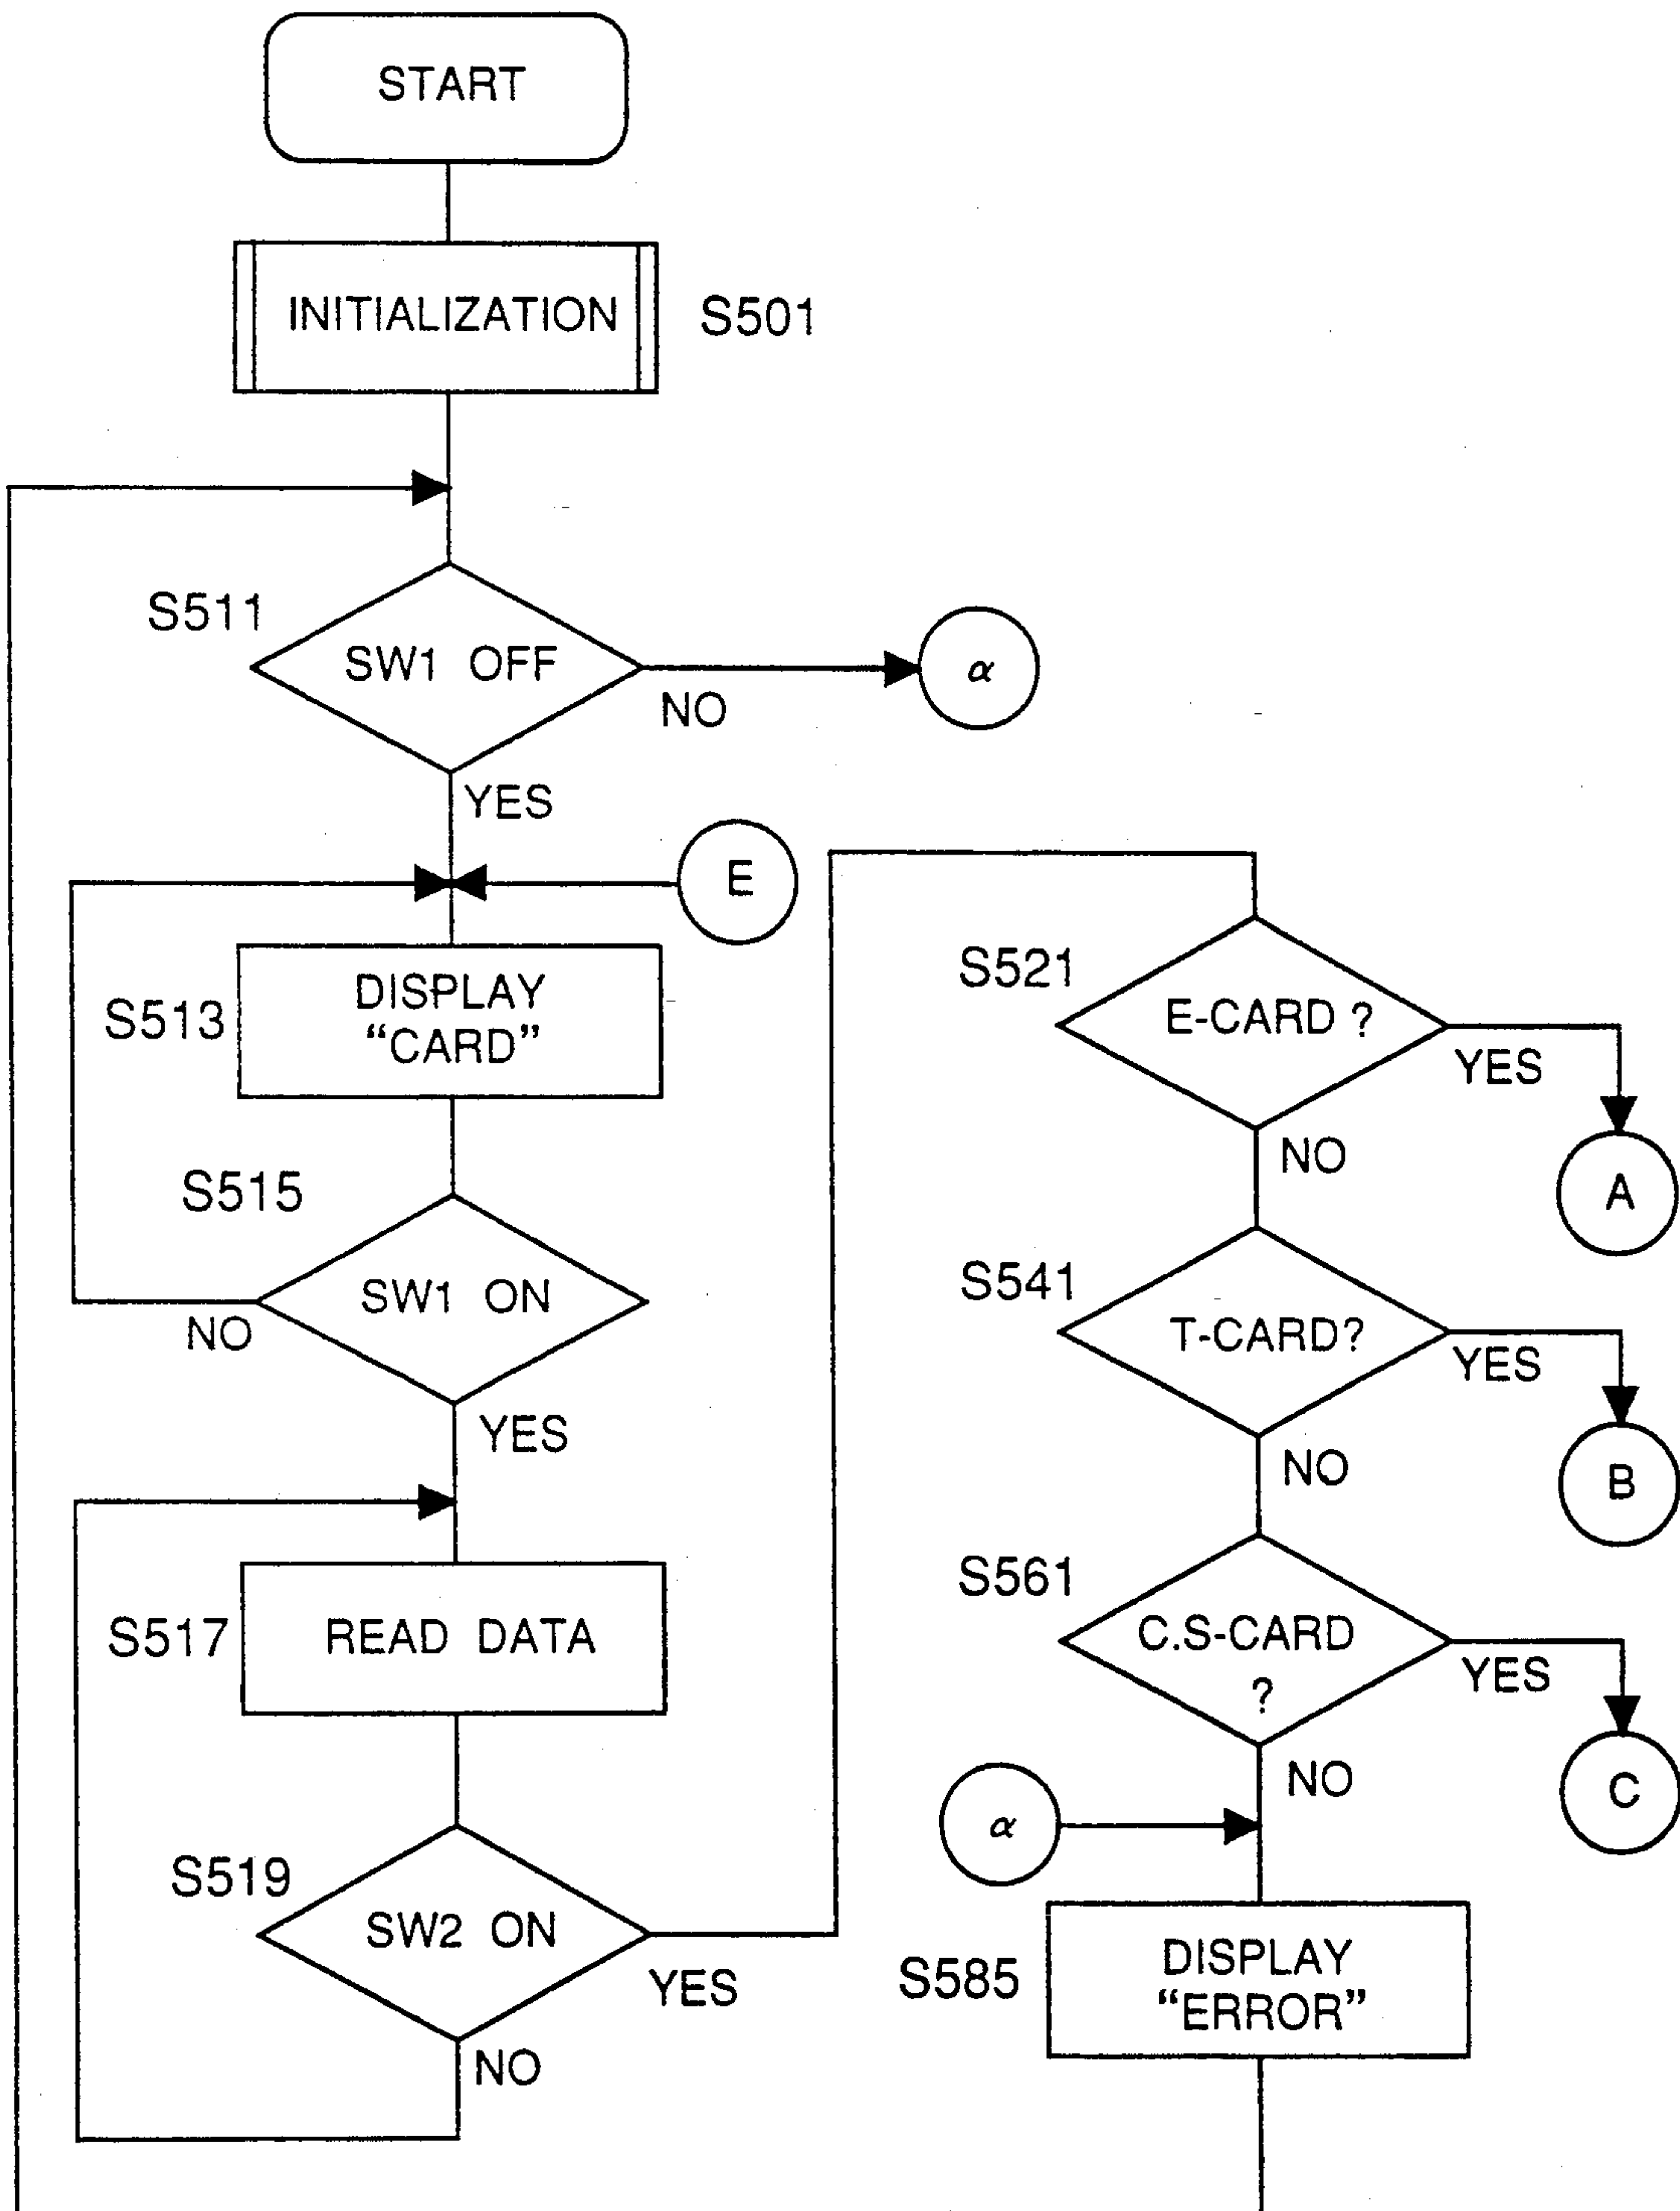 START
INITIALIZATION
S501
S511
SW1 OFF
NO
α
YES
E
S513
DISPLAY
“CARD”
S515
SW1 ON
NO
YES
S517
READ DATA
S519
SW2 ON
YES
NO
S521
E-CARD ?
YES
A
NO
S541
T-CARD?
YES
B
NO
S561
C.S-CARD
?
YES
C
NO
α
S585
DISPLAY
“ERROR”